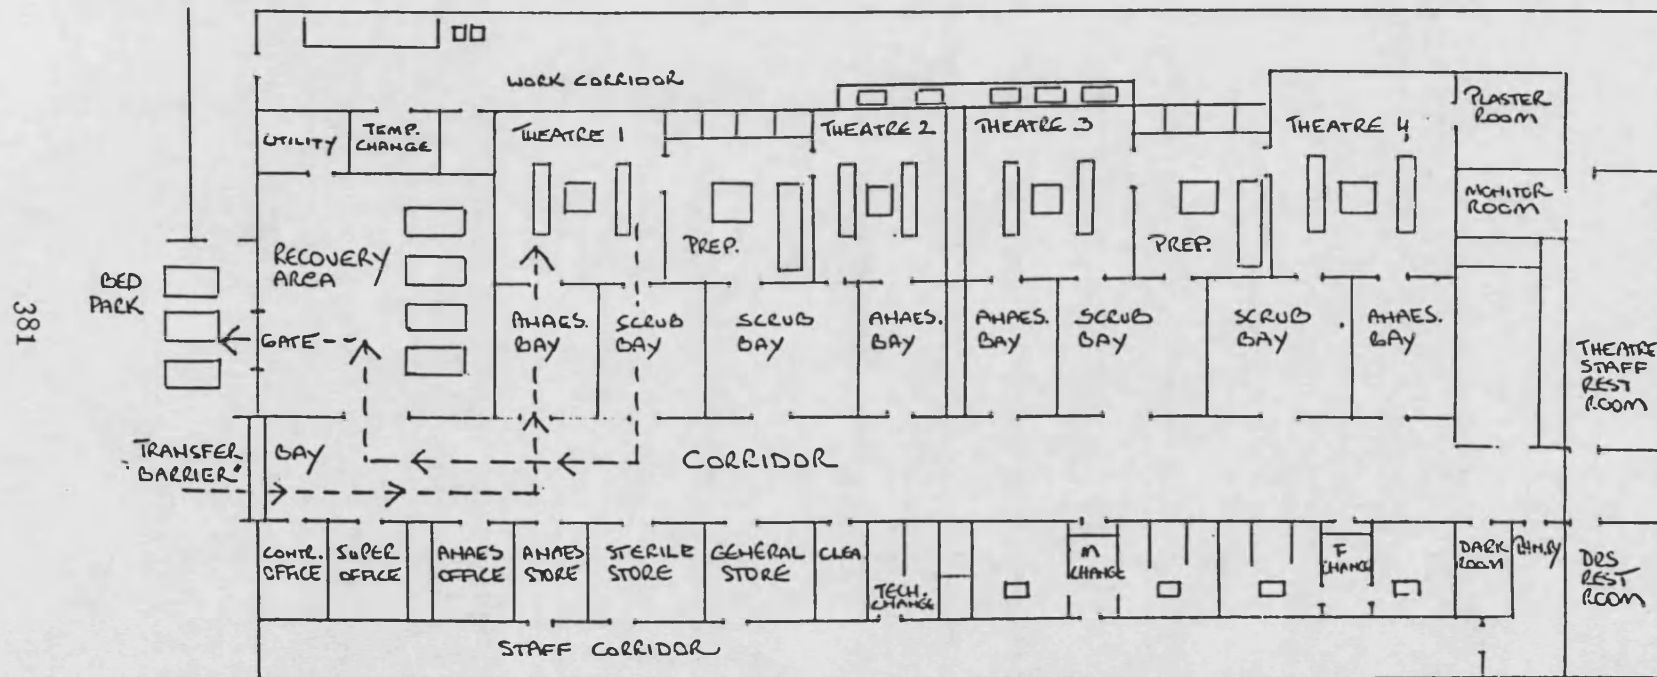 WORK CORRIDOR
PLASTER
ROOM
UTILITY
TEMP.
CHANGE
THEATRE 1
THEATRE 2
THEATRE 3
THEATRE 4
MONITOR
ROOM
PREP.
PREP.
RECOVERY
AREA
BED
PARK
381
GATE
ANAES.
BAY
SCRUB
BAY
SCRUB
BAY
ANAES.
BAY
ANAES.
BAY
SCRUB
BAY
SCRUB
BAY
ANAES.
BAY
THEATRE
STAFF
REST
ROOM
TRANSFER
"BARRIER"
BAY
CORRIDOR
CONTR.
OFFICE
SUPER
OFFICE
ANAES
OFFICE
ANAES
STORE
STERILE
STORE
GENERAL
STORE
CLEA.
TECH.
CHANGE
M
CHANGE
F
CHANGE
DARK
ROOM
DRS
REST
ROOM
STAFF CORRIDOR